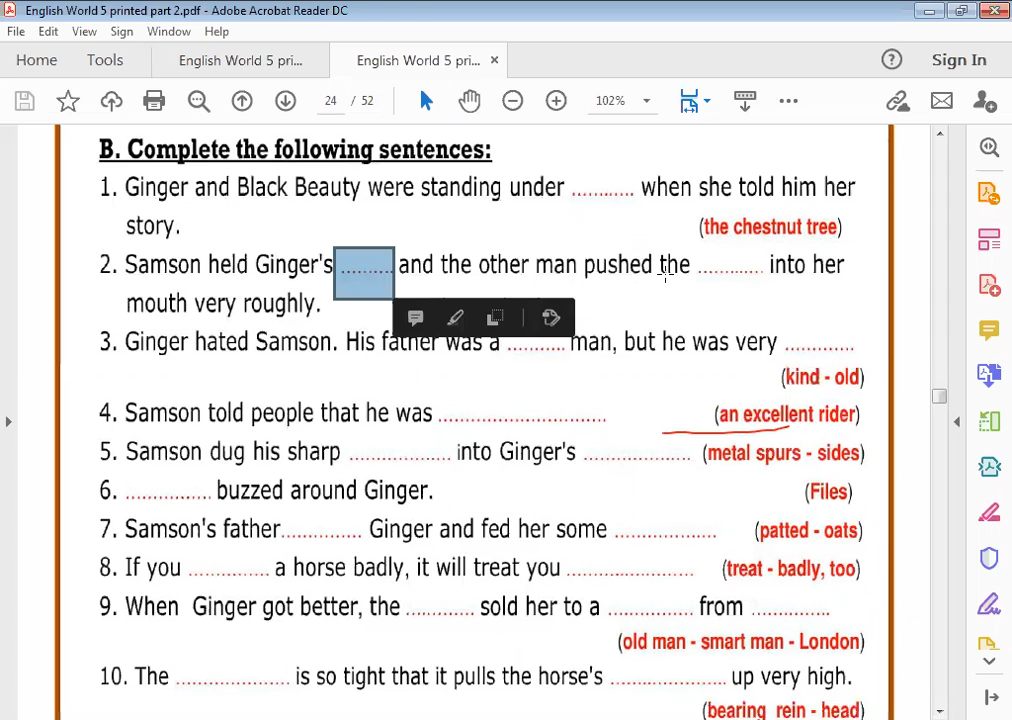 English World 5 printed part 2.pdf - Adobe Acrobat Reader DC
File Edit View Sign Window Help
Home Tools English World 5 pri... English World 5 pri... × Sign In
24 / 52 102%
B. Complete the following sentences:
1. Ginger and Black Beauty were standing under ............ when she told him her
story. (the chestnut tree)
2. Samson held Ginger's .......... and the other man pushed the ............ into her
mouth very roughly.
3. Ginger hated Samson. His father was a ........... man, but he was very .............
(kind - old)
4. Samson told people that he was ............................... (an excellent rider)
5. Samson dug his sharp ................... into Ginger's .................... (metal spurs - sides)
6. ................ buzzed around Ginger. (Files)
7. Samson's father............... Ginger and fed her some ................... (patted - oats)
8. If you ............... a horse badly, it will treat you ........................ (treat - badly, too)
9. When Ginger got better, the ............. sold her to a ................ from ...............
(old man - smart man - London)
10. The ..................... is so tight that it pulls the horse's ...................... up very high.
(bearing rein - head)